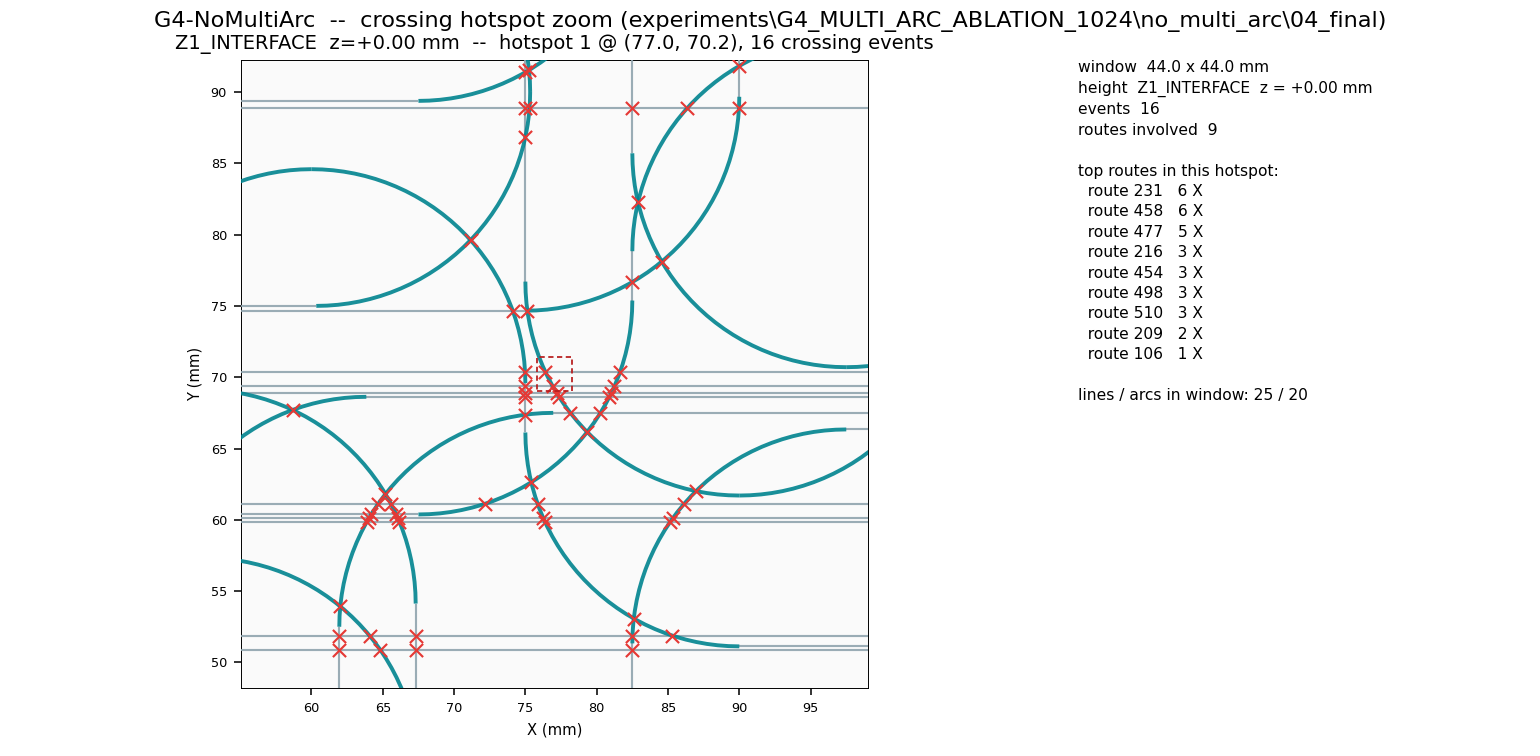 G4-NoMultiArc -- crossing hotspot zoom (experiments\G4_MULTI_ARC_ABLATION_1024\no_multi_arc\04_final)
Z1_INTERFACE z=+0.00 mm -- hotspot 1 @ (77.0, 70.2), 16 crossing events
window 44.0 x 44.0 mm
height Z1_INTERFACE z = +0.00 mm
events 16
routes involved 9
top routes in this hotspot:
route 231 6 X
route 458 6 X
route 477 5 X
route 216 3 X
route 454 3 X
route 498 3 X
route 510 3 X
route 209 2 X
route 106 1 X
lines / arcs in window: 25 / 20
Y (mm)
90
85
80
75
70
65
60
55
50
60 65 70 75 80 85 90 95
X (mm)